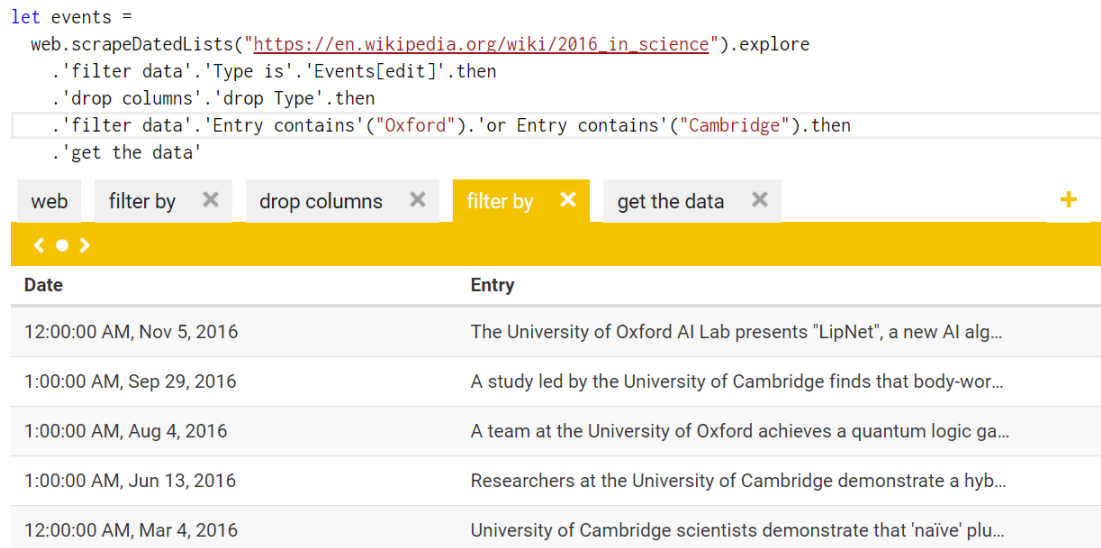 let events =
web.scrapeDatedLists("https://en.wikipedia.org/wiki/2016_in_science").explore
.'filter data'.'Type is'.'Events[edit]'.then
.'drop columns'.'drop Type'.then
.'filter data'.'Entry contains'("Oxford").'or Entry contains'("Cambridge").then
.'get the data'
web filter by × drop columns × filter by × get the data × +
< ● >
Date Entry
12:00:00 AM, Nov 5, 2016 The University of Oxford AI Lab presents "LipNet", a new AI alg...
1:00:00 AM, Sep 29, 2016 A study led by the University of Cambridge finds that body-wor...
1:00:00 AM, Aug 4, 2016 A team at the University of Oxford achieves a quantum logic ga...
1:00:00 AM, Jun 13, 2016 Researchers at the University of Cambridge demonstrate a hyb...
12:00:00 AM, Mar 4, 2016 University of Cambridge scientists demonstrate that 'naïve' plu...